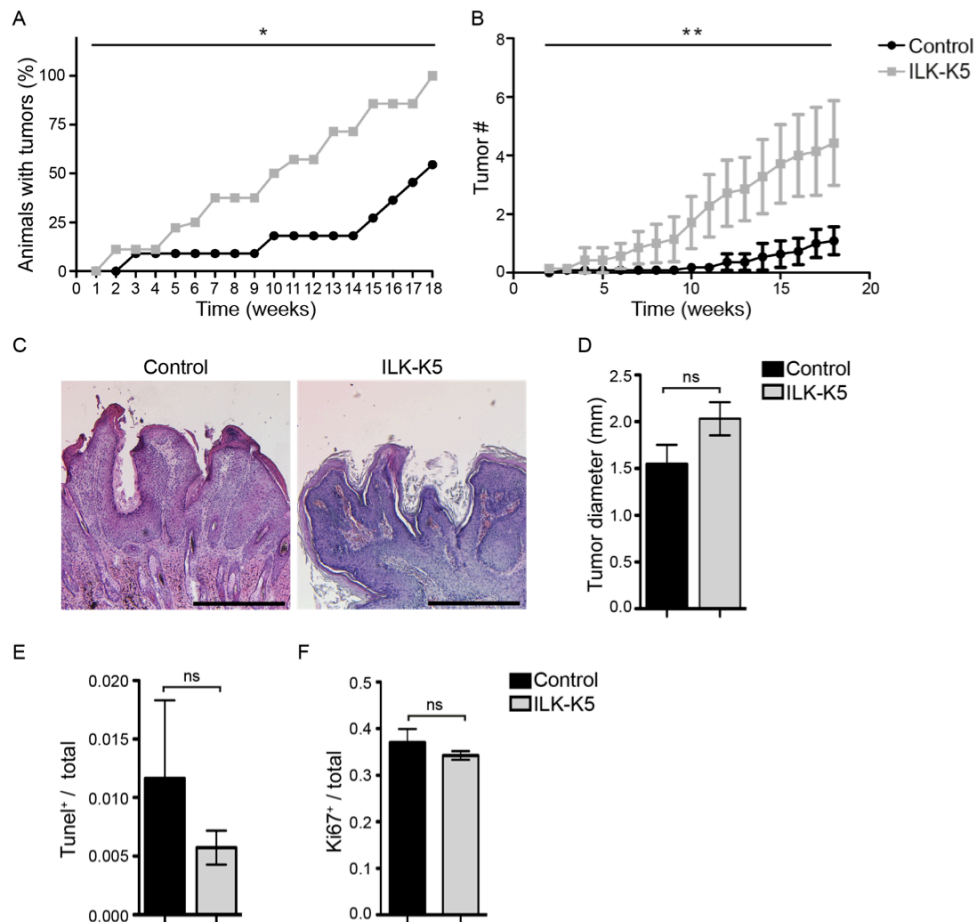 A
*
Animals with tumors (%)
100
75
50
25
0
0 1 2 3 4 5 6 7 8 9 10 11 12 13 14 15 16 17 18
Time (weeks)
B
**
Tumor #
8
6
4
2
0
0 5 10 15 20
Time (weeks)
Control
ILK-K5
C
Control
ILK-K5
D
Control
ILK-K5
ns
Tumor diameter (mm)
2.5
2.0
1.5
1.0
0.5
0.0
E
ns
Tunel⁺ / total
0.020
0.015
0.010
0.005
0.000
F
ns
Ki67⁺ / total
0.5
0.4
0.3
0.2
0.1
0.0
Control
ILK-K5